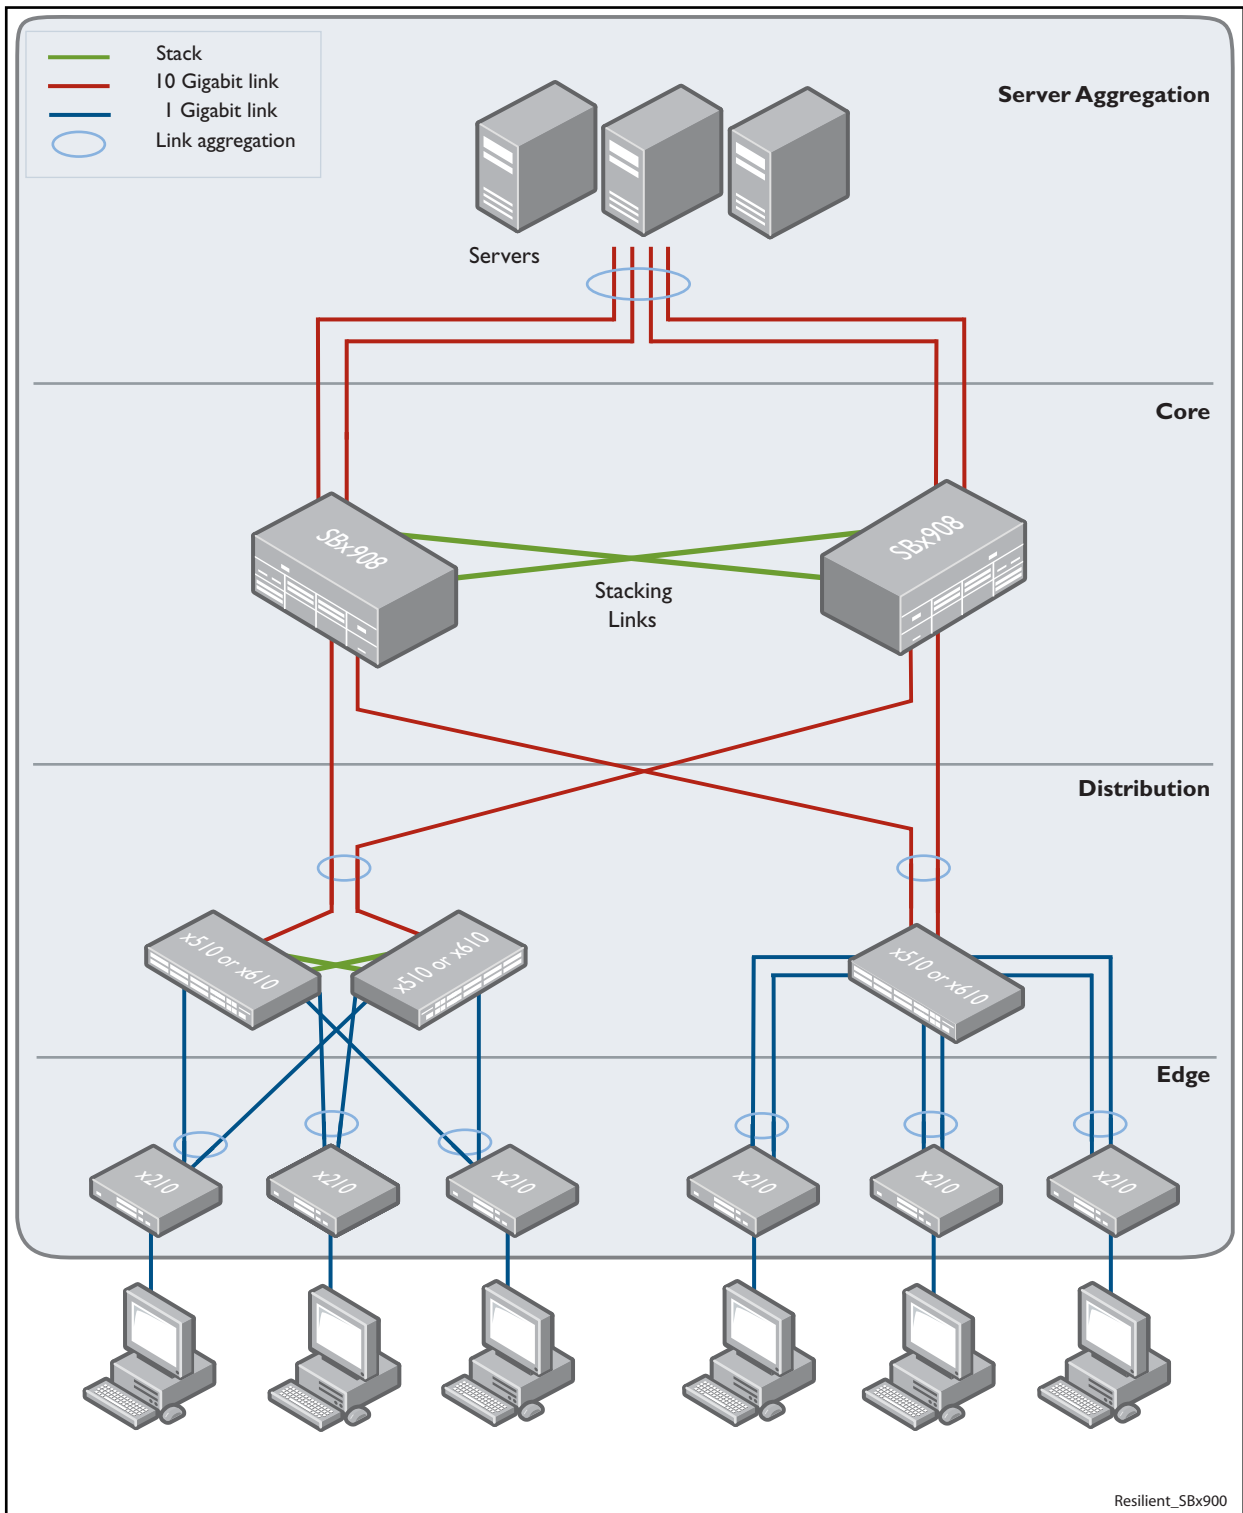 Stack
10 Gigabit link
1 Gigabit link
Link aggregation
Server Aggregation
Servers
Core
SBx908
SBx908
Stacking
Links
Distribution
x510 or x610
x510 or x610
x510 or x610
Edge
x210
x210
x210
x210
x210
x210
Resilient_SBx900